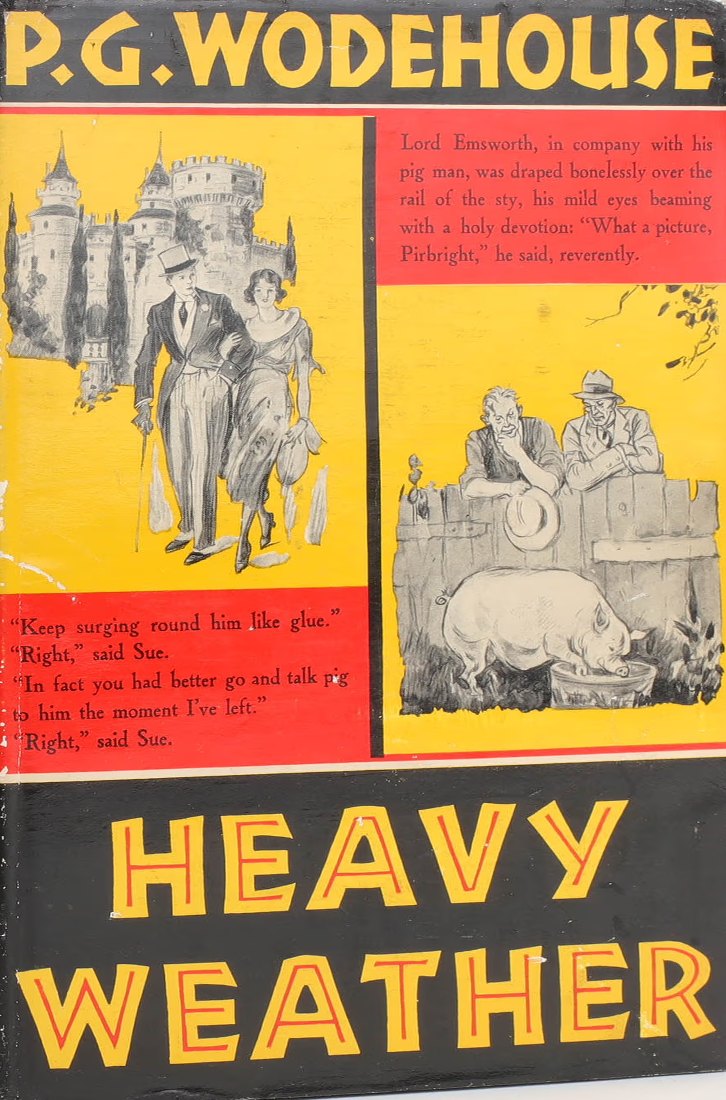 P.G. WODEHOUSE
Lord Emsworth, in company with his
pig man, was draped bonelessly over the
rail of the sty, his mild eyes beaming
with a holy devotion: "What a picture,
Pirbright," he said, reverently.
"Keep surging round him like glue."
"Right," said Sue.
"In fact you had better go and talk pig
to him the moment I've left."
"Right," said Sue.
HEAVY
WEATHER